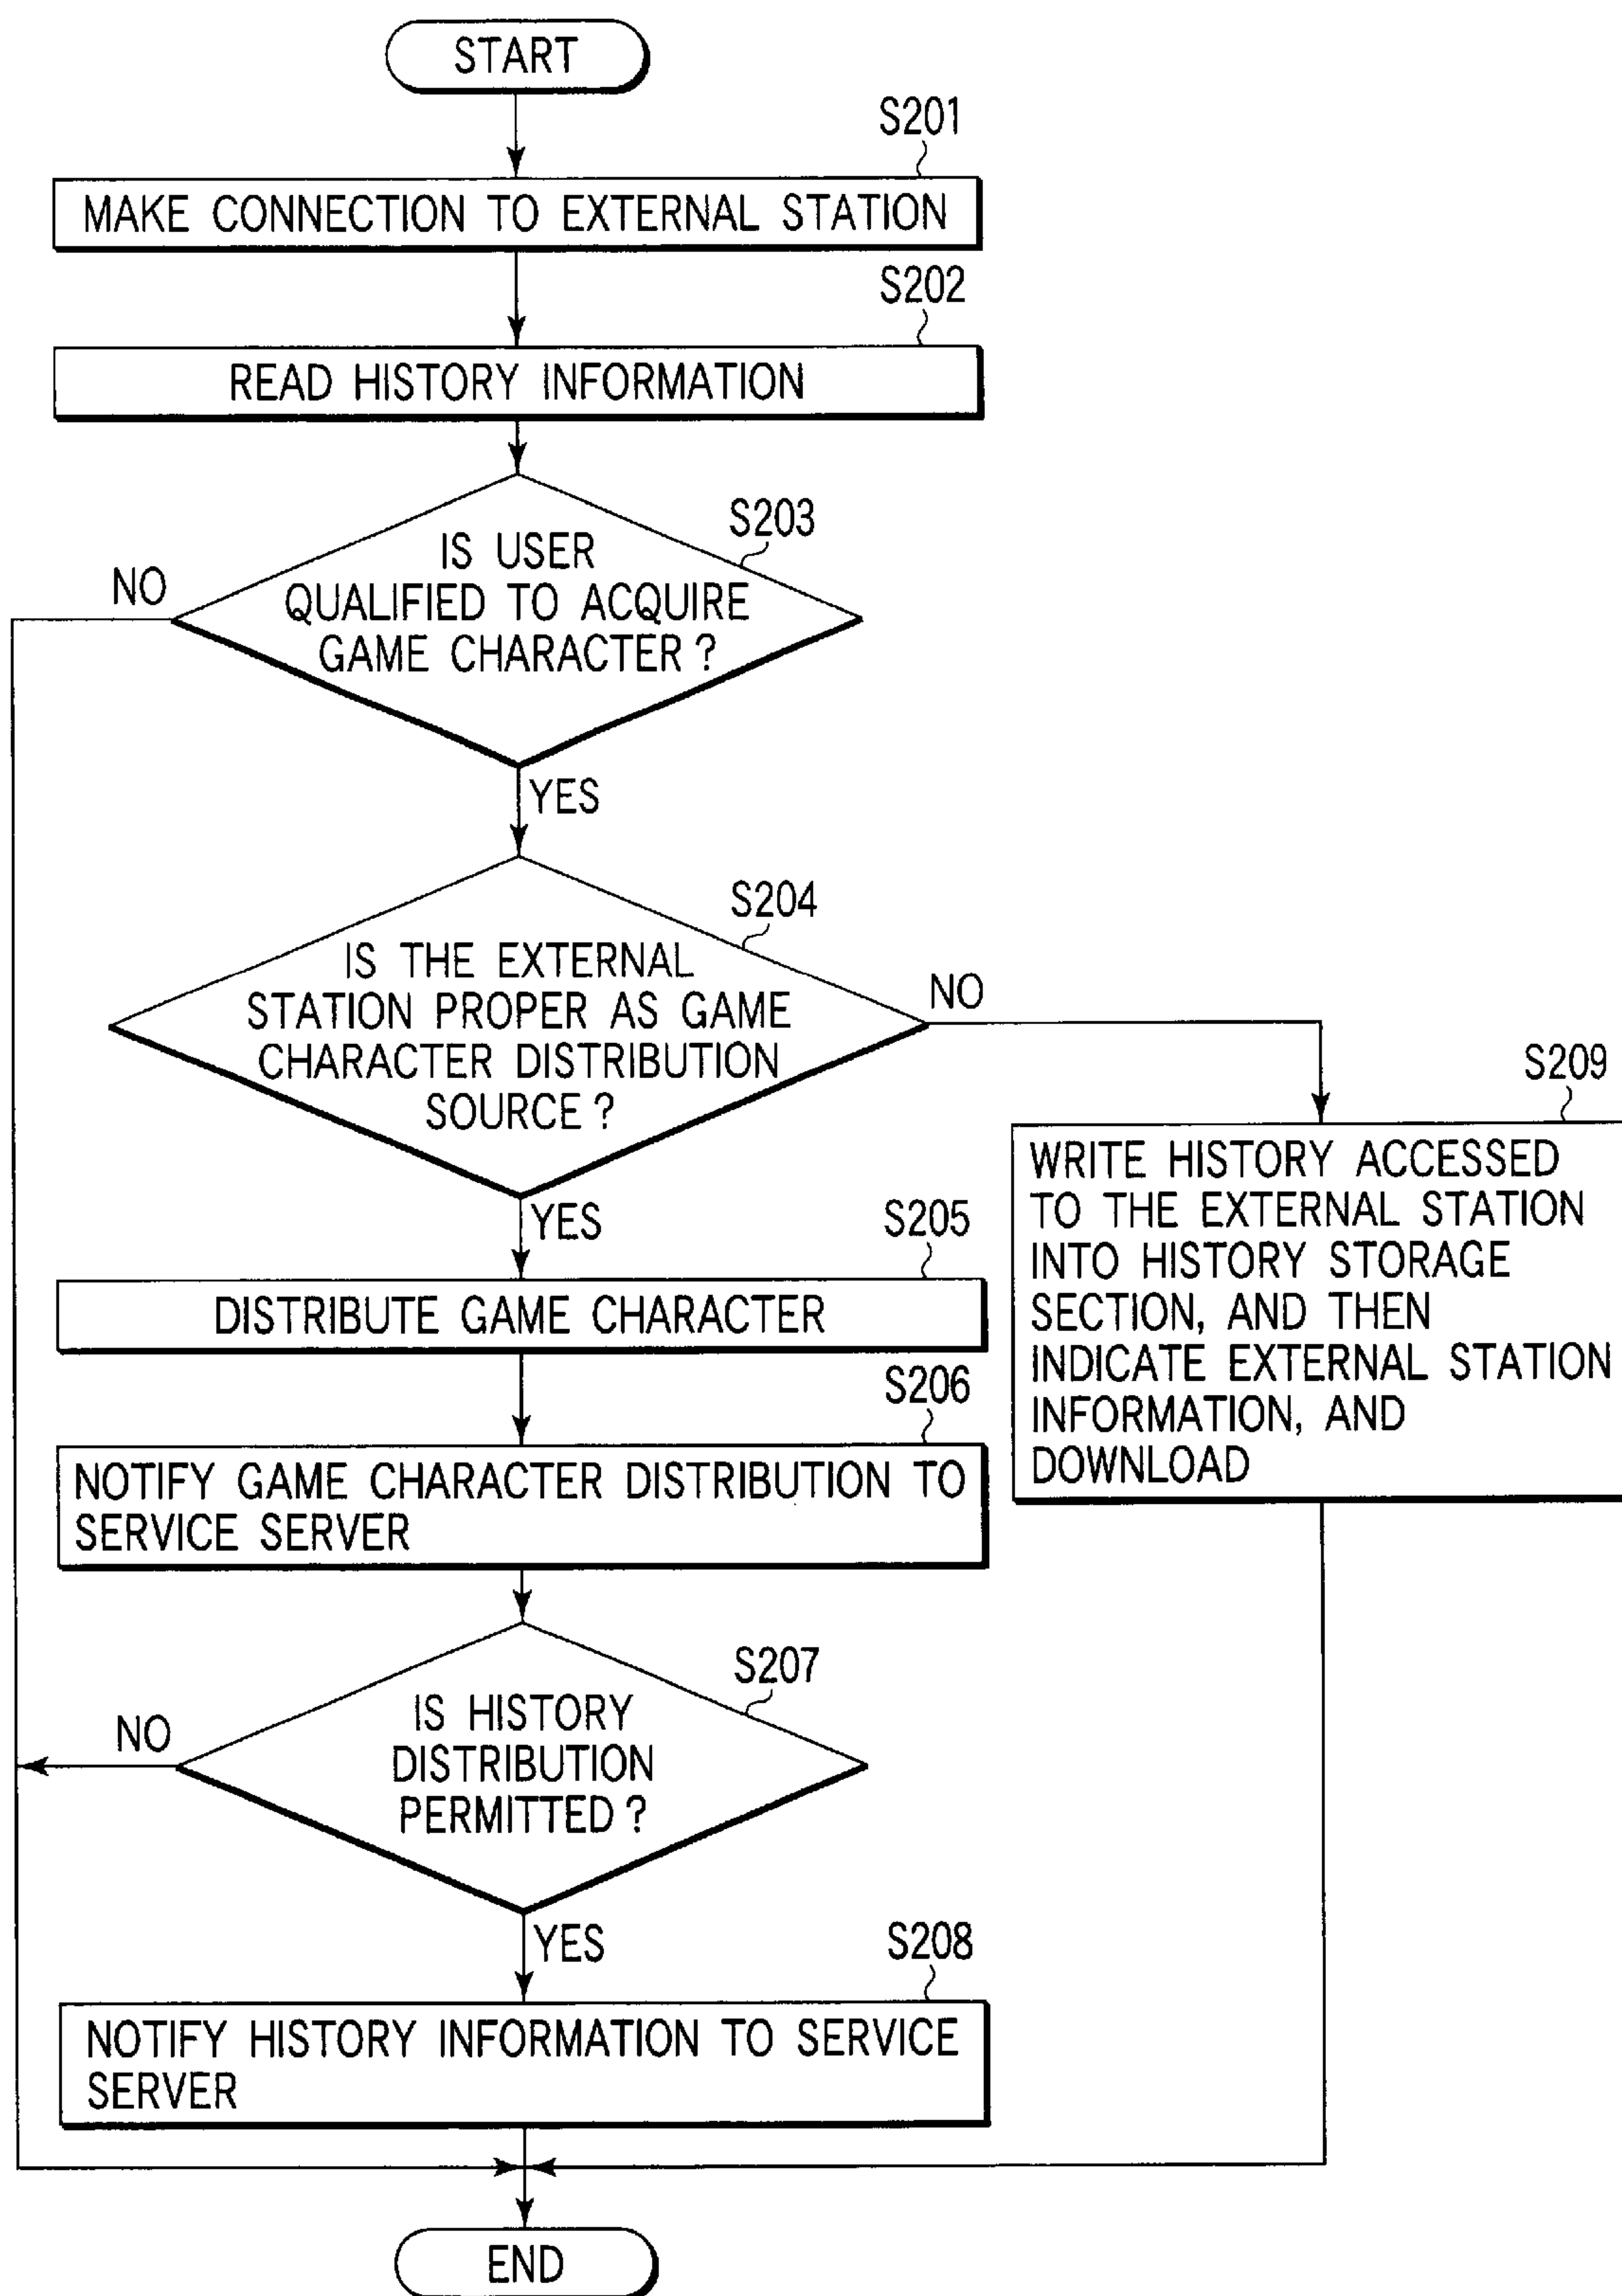 START
S201
MAKE CONNECTION TO EXTERNAL STATION
S202
READ HISTORY INFORMATION
S203
IS USER
QUALIFIED TO ACQUIRE
GAME CHARACTER ?
NO
YES
S204
IS THE EXTERNAL
STATION PROPER AS GAME
CHARACTER DISTRIBUTION
SOURCE ?
NO
YES
S209
WRITE HISTORY ACCESSED
TO THE EXTERNAL STATION
INTO HISTORY STORAGE
SECTION, AND THEN
INDICATE EXTERNAL STATION
INFORMATION, AND
DOWNLOAD
S205
DISTRIBUTE GAME CHARACTER
S206
NOTIFY GAME CHARACTER DISTRIBUTION TO
SERVICE SERVER
S207
IS HISTORY
DISTRIBUTION
PERMITTED ?
NO
YES
S208
NOTIFY HISTORY INFORMATION TO SERVICE
SERVER
END